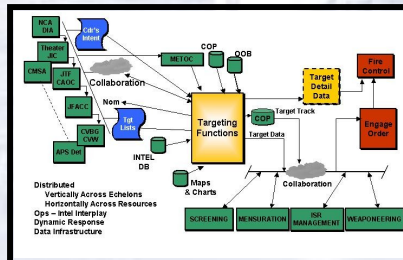 NCA
DIA
Cdr's
Intent
Theater
JIC
CMSA
JTF
CAOC
Collaboration
METOC
COP
OOB
JFACC
Nom
Tgt
Lists
CVBG
CVW
APS Det
INTEL
DB
Maps
& Charts
Targeting
Functions
Target
Detail
Data
Fire
Control
COP
Target Track
Target Data
Engage
Order
Collaboration
Distributed
Vertically Across Echelons
Horizontally Across Resources
Ops – Intel Interplay
Dynamic Response
Data Infrastructure
SCREENING
MENSURATION
ISR
MANAGEMENT
WEAPONEERING